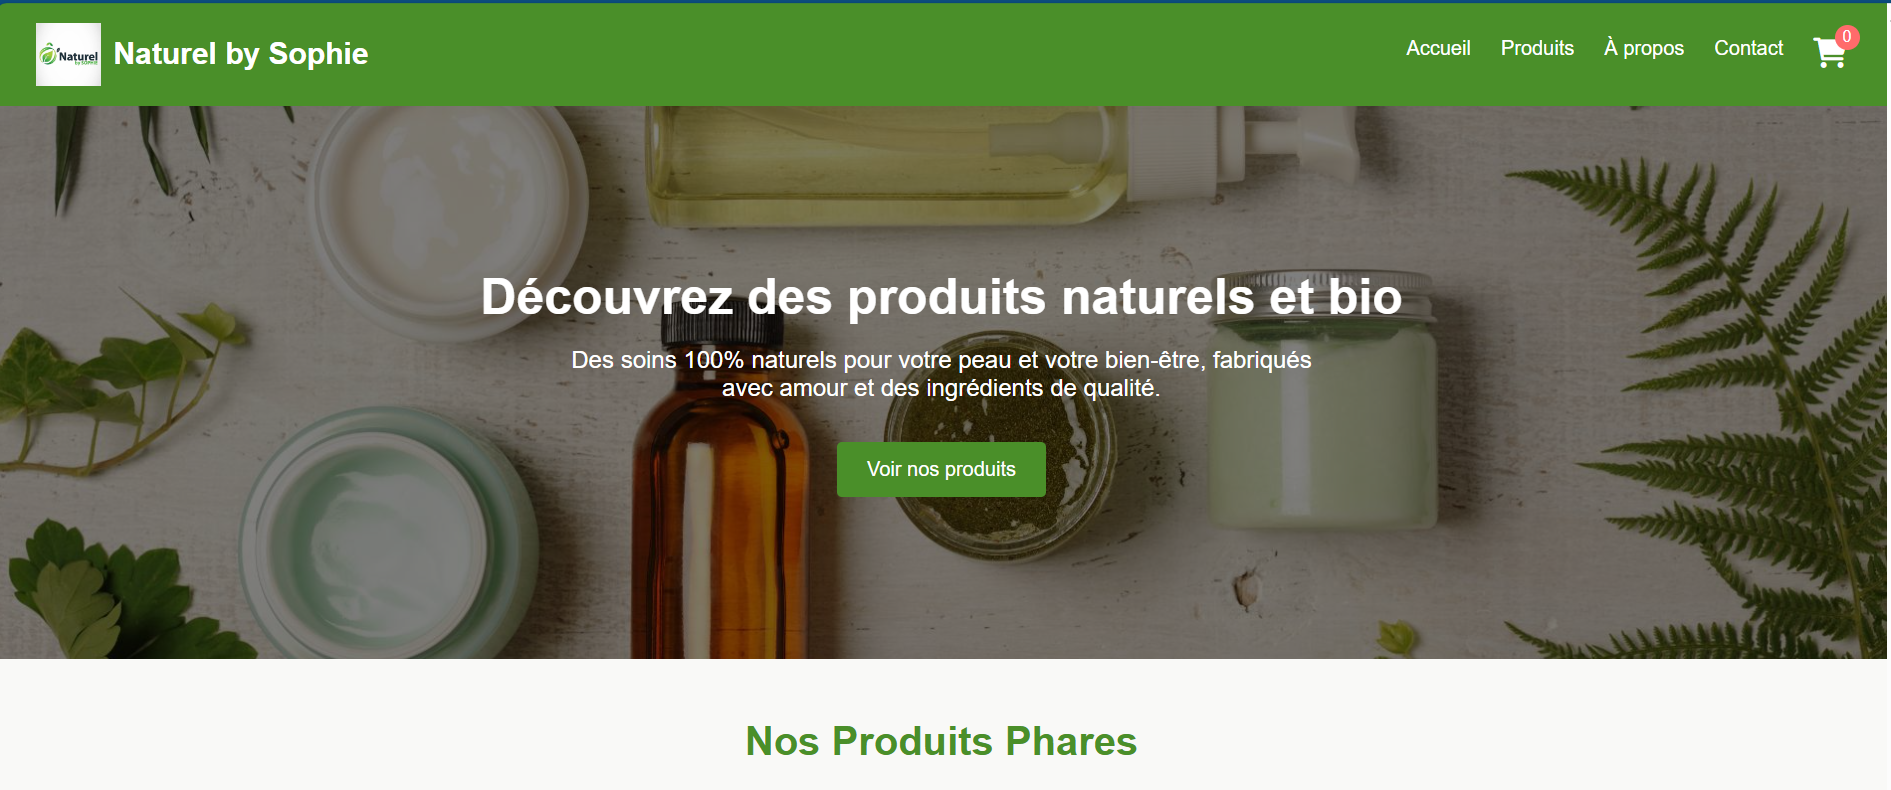 Naturel
by SOPHIE
Naturel by Sophie
Accueil
Produits
À propos
Contact
0
Découvrez des produits naturels et bio
Des soins 100% naturels pour votre peau et votre bien-être, fabriqués
avec amour et des ingrédients de qualité.
Voir nos produits
Nos Produits Phares